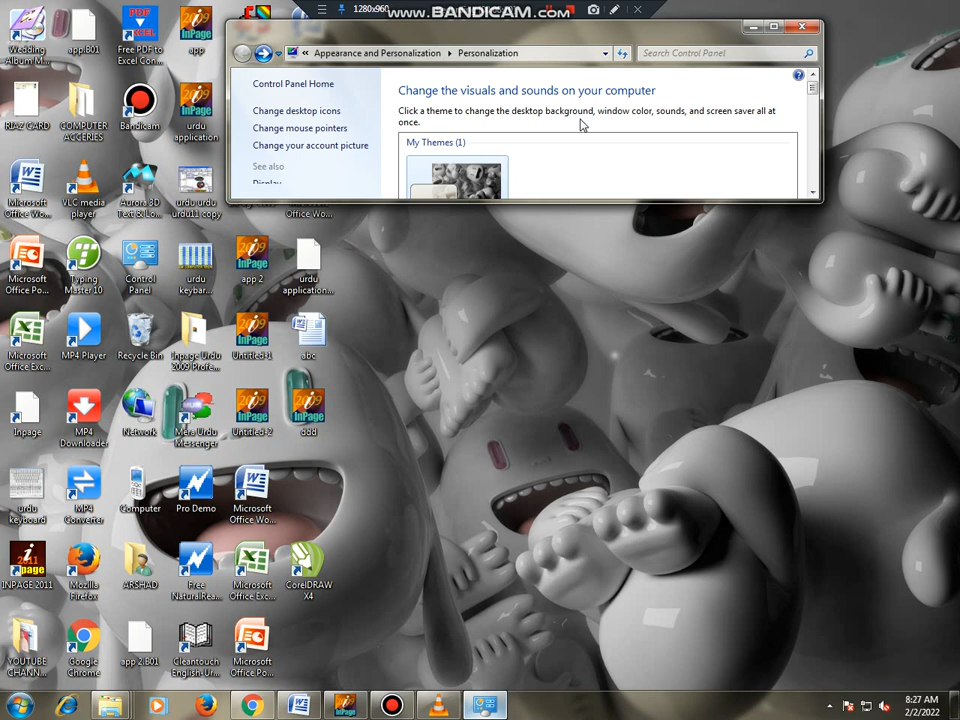 1280x960
www.BANDICAM.com
Appearance and Personalization
Personalization
Search Control Panel
Control Panel Home
Change desktop icons
Change mouse pointers
Change your account picture
See also
Display
Change the visuals and sounds on your computer
Click a theme to change the desktop background, window color, sounds, and screen saver all at
once.
My Themes (1)
Wedding
Album M...
app.B01
Free PDF to
Excel Con...
app
RIAZ CARD
COMPUTER
ACCERIES
Bandicam
urdu
application
Microsoft
Office Wo...
VLC media
player
Aurora 3D
Text & Lo...
urdu urdu
urdu11 copy
Office Wo...
Microsoft
Office Po...
Typing
Master 10
Control
Panel
urdu
keybar...
app 2
urdu
application...
Microsoft
Office Exc...
MP4 Player
Recycle Bin
Inpage Urdu
2009 Profe...
Untitled-1
abc
Inpage
MP4
Downloader
Network
Mera Urdu
Messenger
Untitled-2
ddd
urdu
keyboard
MP4
Converter
Computer
Pro Demo
Microsoft
Office Wo...
INPAGE 2011
Mozilla
Firefox
ARSHAD
Free
NaturalRea...
Microsoft
Office Exc...
CorelDRAW
X4
YOUTUBE
CHANN...
Google
Chrome
app 2.B01
Cleantouch
English-Ur...
Microsoft
Office Po...
8:27 AM
2/2/2022